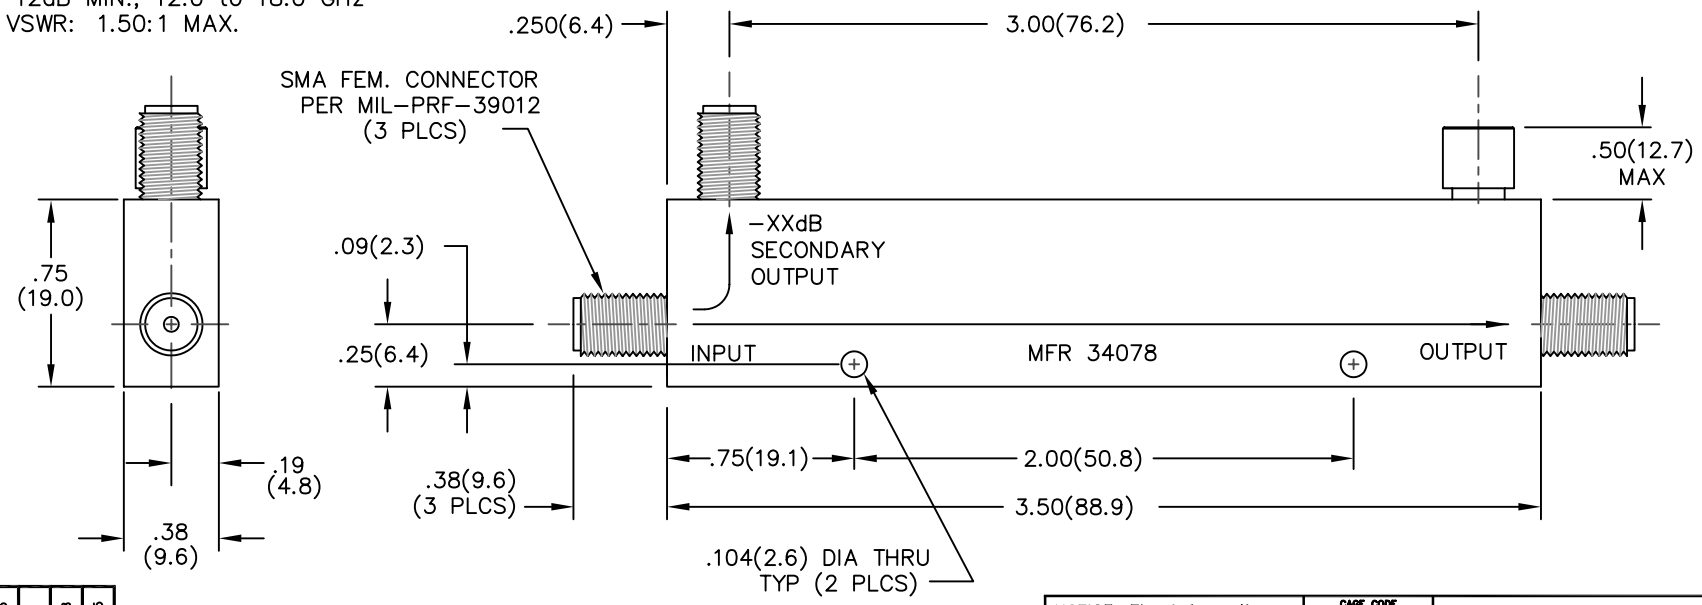 VSWR: 1.50:1 MAX.
.250(6.4)
3.00(76.2)
SMA FEM. CONNECTOR
PER MIL-PRF-39012
(3 PLCS)
.50(12.7)
MAX
-XXdB
SECONDARY
OUTPUT
.09(2.3)
.75
(19.0)
.25(6.4)
INPUT
MFR 34078
OUTPUT
.19
(4.8)
.38(9.6)
(3 PLCS)
.75(19.1)
2.00(50.8)
3.50(88.9)
.38
(9.6)
.104(2.6) DIA THRU
TYP (2 PLCS)
CAGE CODE